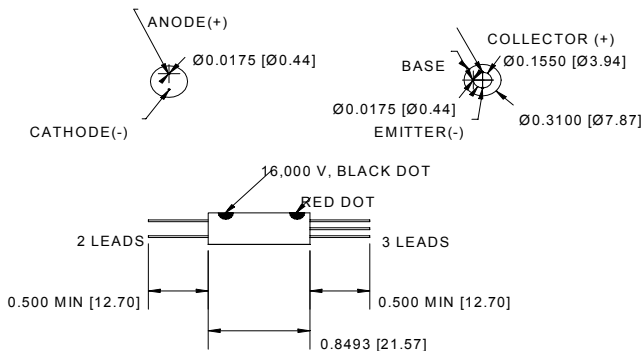 ANODE(+)
Ø0.0175 [Ø0.44]
CATHODE(-)
COLLECTOR (+)
Ø0.1550 [Ø3.94]
BASE
Ø0.0175 [Ø0.44]
Ø0.3100 [Ø7.87]
EMITTER(-)
16,000 V, BLACK DOT
RED DOT
2 LEADS
3 LEADS
0.500 MIN [12.70]
0.500 MIN [12.70]
0.8493 [21.57]